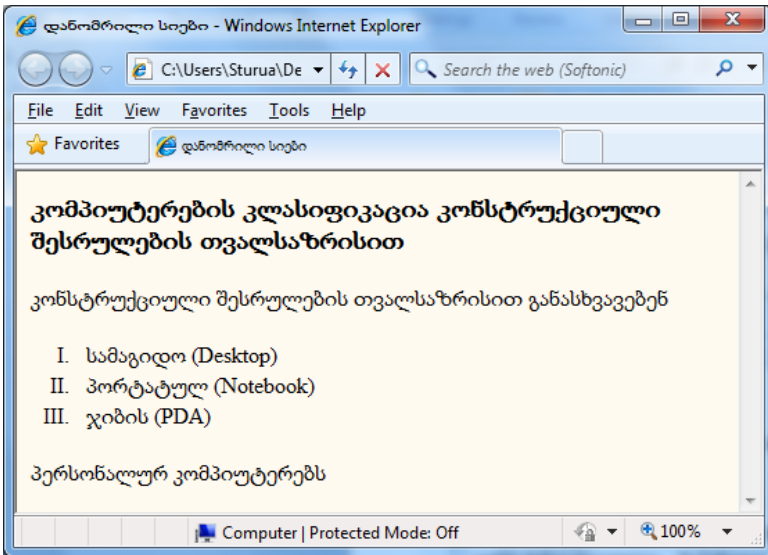 დანომრილი სიები - Windows Internet Explorer
C:\Users\Sturua\De
Search the web (Softonic)
File Edit View Favorites Tools Help
Favorites
დანომრილი სიები
კომპიუტერების კლასიფიკაცია კონსტრუქციული
შესრულების თვალსაზრისით
კონსტრუქციული შესრულების თვალსაზრისით განასხვავებენ
I. სამაგიდო (Desktop)
II. პორტატულ (Notebook)
III. ჯიბის (PDA)
პერსონალურ კომპიუტერებს
Computer | Protected Mode: Off
100%